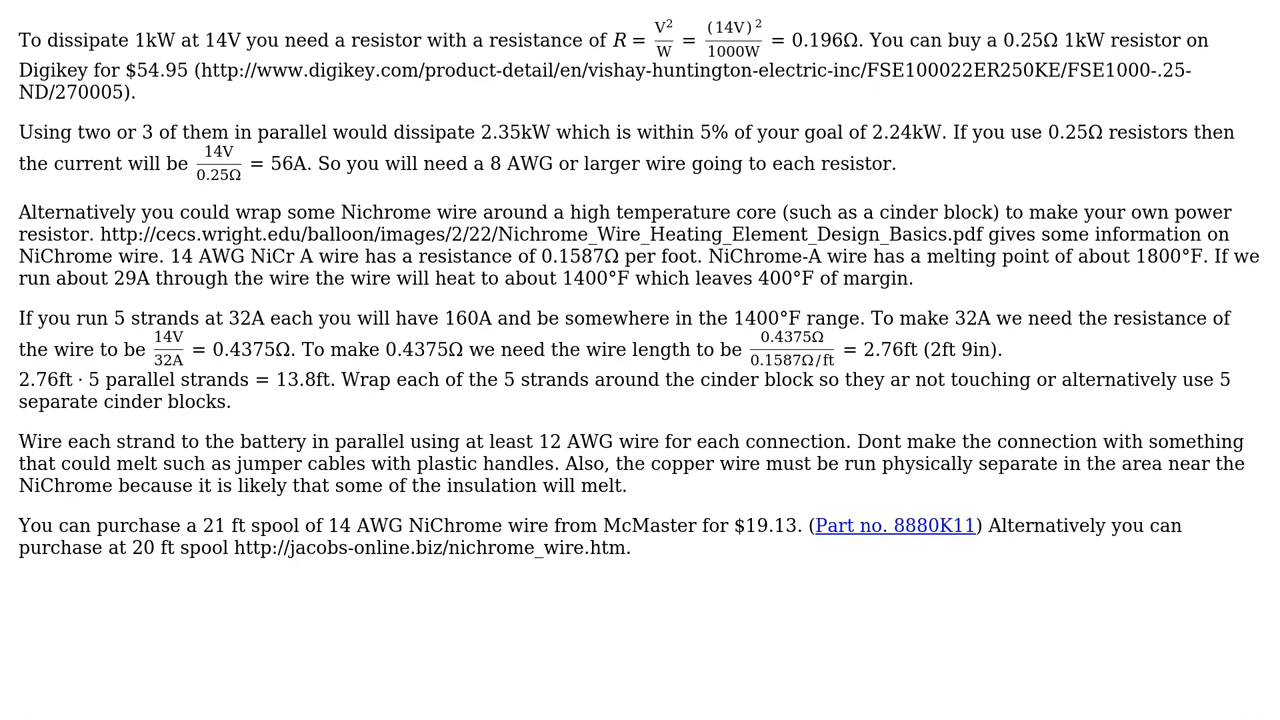 To dissipate 1kW at 14V you need a resistor with a resistance of R = V²/W = (14V)²/1000W = 0.196Ω. You can buy a 0.25Ω 1kW resistor on
Digikey for $54.95 (http://www.digikey.com/product-detail/en/vishay-huntington-electric-inc/FSE100022ER250KE/FSE1000-.25-
ND/270005).
Using two or 3 of them in parallel would dissipate 2.35kW which is within 5% of your goal of 2.24kW. If you use 0.25Ω resistors then
the current will be 14V/0.25Ω = 56A. So you will need a 8 AWG or larger wire going to each resistor.
Alternatively you could wrap some Nichrome wire around a high temperature core (such as a cinder block) to make your own power
resistor. http://cecs.wright.edu/balloon/images/2/22/Nichrome_Wire_Heating_Element_Design_Basics.pdf gives some information on
NiChrome wire. 14 AWG NiCr A wire has a resistance of 0.1587Ω per foot. NiChrome-A wire has a melting point of about 1800°F. If we
run about 29A through the wire the wire will heat to about 1400°F which leaves 400°F of margin.
If you run 5 strands at 32A each you will have 160A and be somewhere in the 1400°F range. To make 32A we need the resistance of
the wire to be 14V/32A = 0.4375Ω. To make 0.4375Ω we need the wire length to be 0.4375Ω/0.1587Ω/ft = 2.76ft (2ft 9in).
2.76ft · 5 parallel strands = 13.8ft. Wrap each of the 5 strands around the cinder block so they ar not touching or alternatively use 5
separate cinder blocks.
Wire each strand to the battery in parallel using at least 12 AWG wire for each connection. Dont make the connection with something
that could melt such as jumper cables with plastic handles. Also, the copper wire must be run physically separate in the area near the
NiChrome because it is likely that some of the insulation will melt.
You can purchase a 21 ft spool of 14 AWG NiChrome wire from McMaster for $19.13. (Part no. 8880K11) Alternatively you can
purchase at 20 ft spool http://jacobs-online.biz/nichrome_wire.htm.